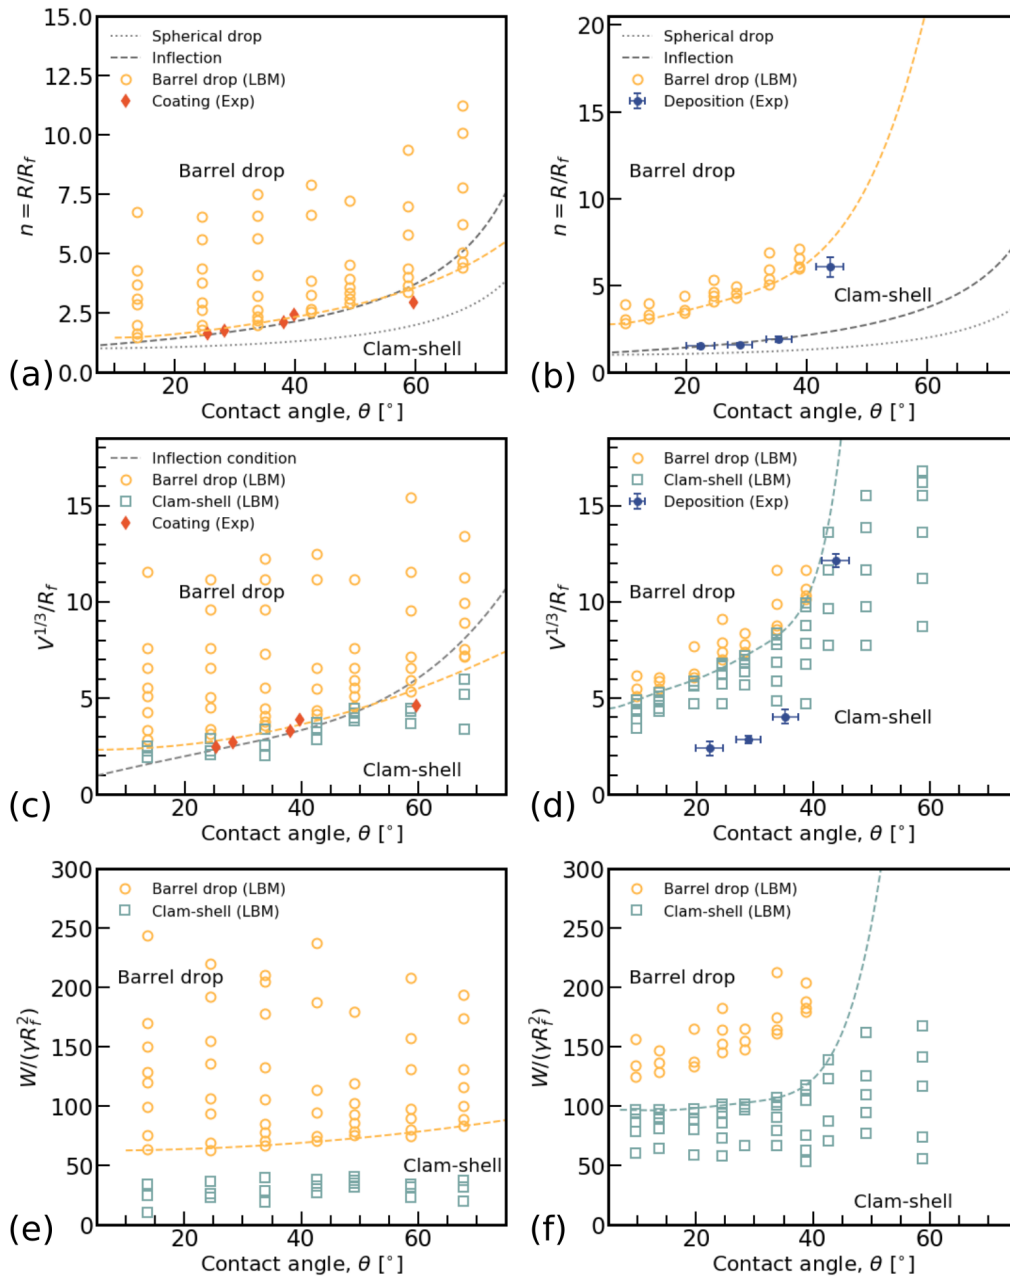 15.0
12.5
10.0
7.5
5.0
2.5
0.0
n = R/R_f
Spherical drop
Inflection
Barrel drop (LBM)
Coating (Exp)
Barrel drop
Clam-shell
20 40 60
Contact angle, θ [°]
(a)
20
15
10
5
0
n = R/R_f
Spherical drop
Inflection
Barrel drop (LBM)
Deposition (Exp)
Barrel drop
Clam-shell
20 40 60
Contact angle, θ [°]
(b)
15
10
5
0
V^{1/3}/R_f
Inflection condition
Barrel drop (LBM)
Clam-shell (LBM)
Coating (Exp)
Barrel drop
Clam-shell
20 40 60
Contact angle, θ [°]
(c)
15
10
5
0
V^{1/3}/R_f
Barrel drop (LBM)
Clam-shell (LBM)
Deposition (Exp)
Barrel drop
Clam-shell
20 40 60
Contact angle, θ [°]
(d)
300
250
200
150
100
50
0
W/(γR_f^2)
Barrel drop (LBM)
Clam-shell (LBM)
Barrel drop
Clam-shell
20 40 60
Contact angle, θ [°]
(e)
300
250
200
150
100
50
0
W/(γR_f^2)
Barrel drop (LBM)
Clam-shell (LBM)
Barrel drop
Clam-shell
20 40 60
Contact angle, θ [°]
(f)